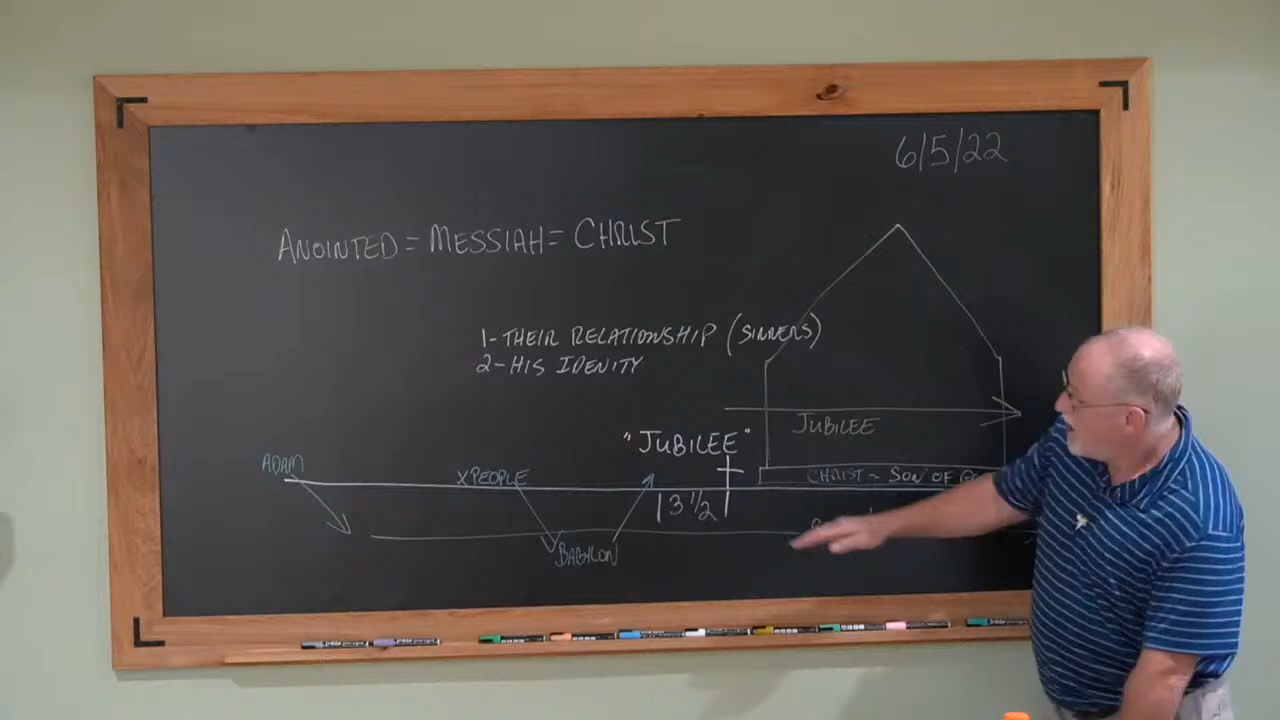 6/5/22
ANOINTED = MESSIAH = CHRIST
1-THEIR RELATIONSHIP (SINNERS)
2-HIS IDENITY
JUBILEE
"JUBILEE"
ADAM
XPEOPLE
CHRIST - SON OF
3 1/2
BABYLON